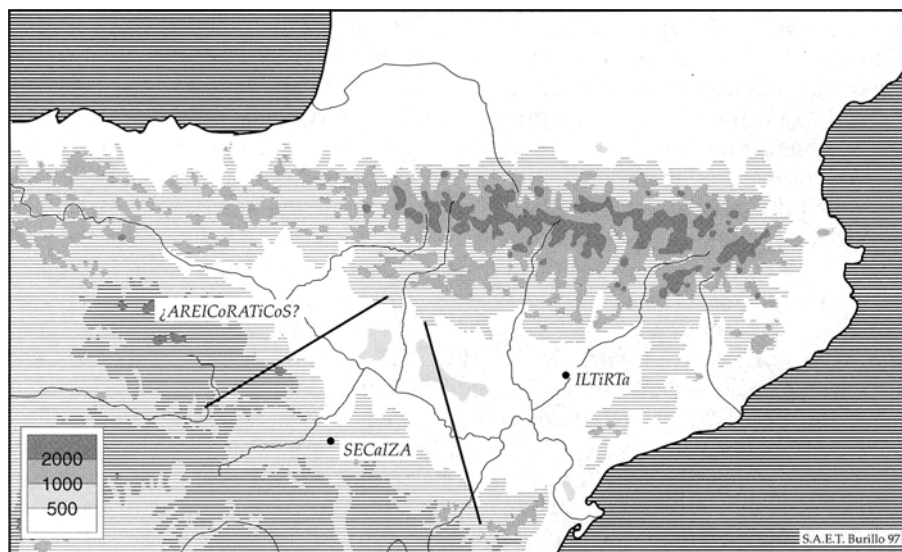 ¿AREICoRATiCoS?
ILTiRTa
SECaIZA
2000
1000
500
S.A.E.T. Burillo 97